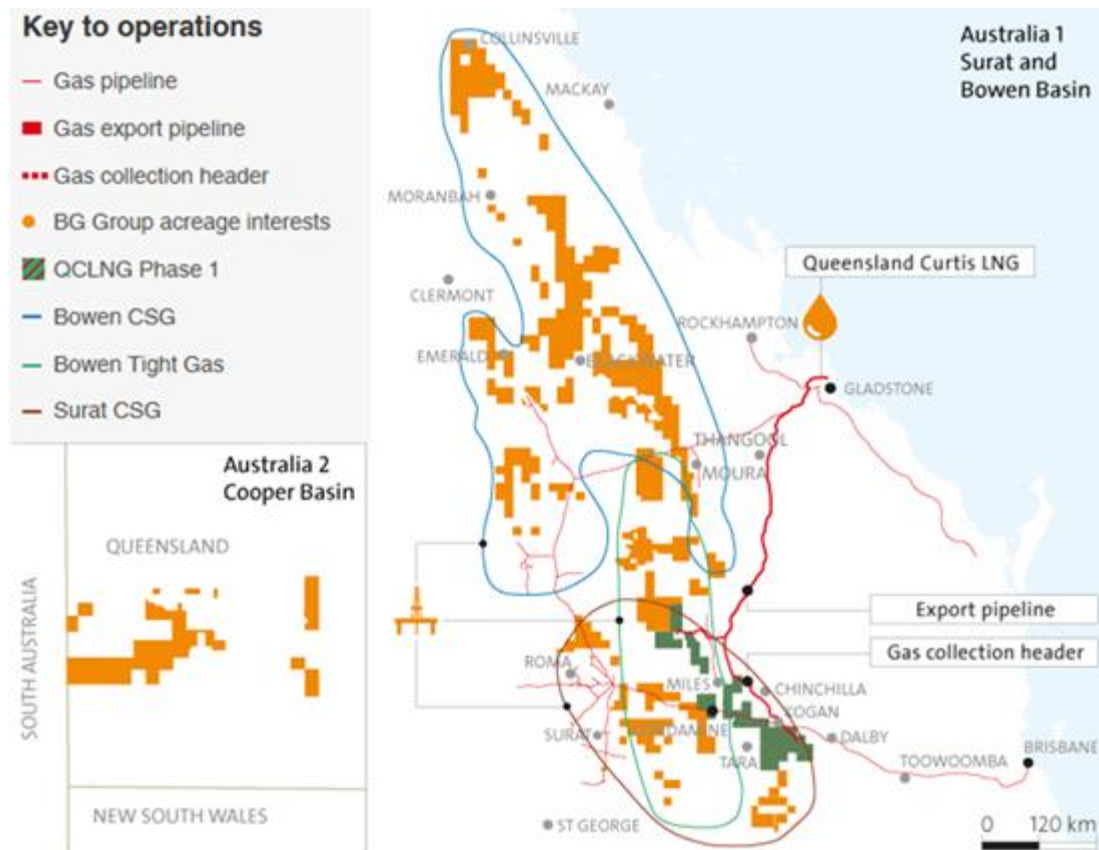 Key to operations
Gas pipeline
Gas export pipeline
Gas collection header
BG Group acreage interests
QCLNG Phase 1
Bowen CSG
Bowen Tight Gas
Surat CSG
Australia 2
Cooper Basin
QUEENSLAND
SOUTH AUSTRALIA
NEW SOUTH WALES
Australia 1
Surat and
Bowen Basin
COLLINSVILLE
MACKAY
MORANBAH
CLERMONT
Queensland Curtis LNG
ROCKHAMPTON
EMERALD
BLACKWATER
GLADSTONE
THANGOOL
MOURA
Export pipeline
Gas collection header
ROMA
MILES
CHINCHILLA
KOGAN
SURAT
CONDAMINE
DALBY
TARA
TOOWOOMBA
BRISBANE
ST GEORGE
0 120 km